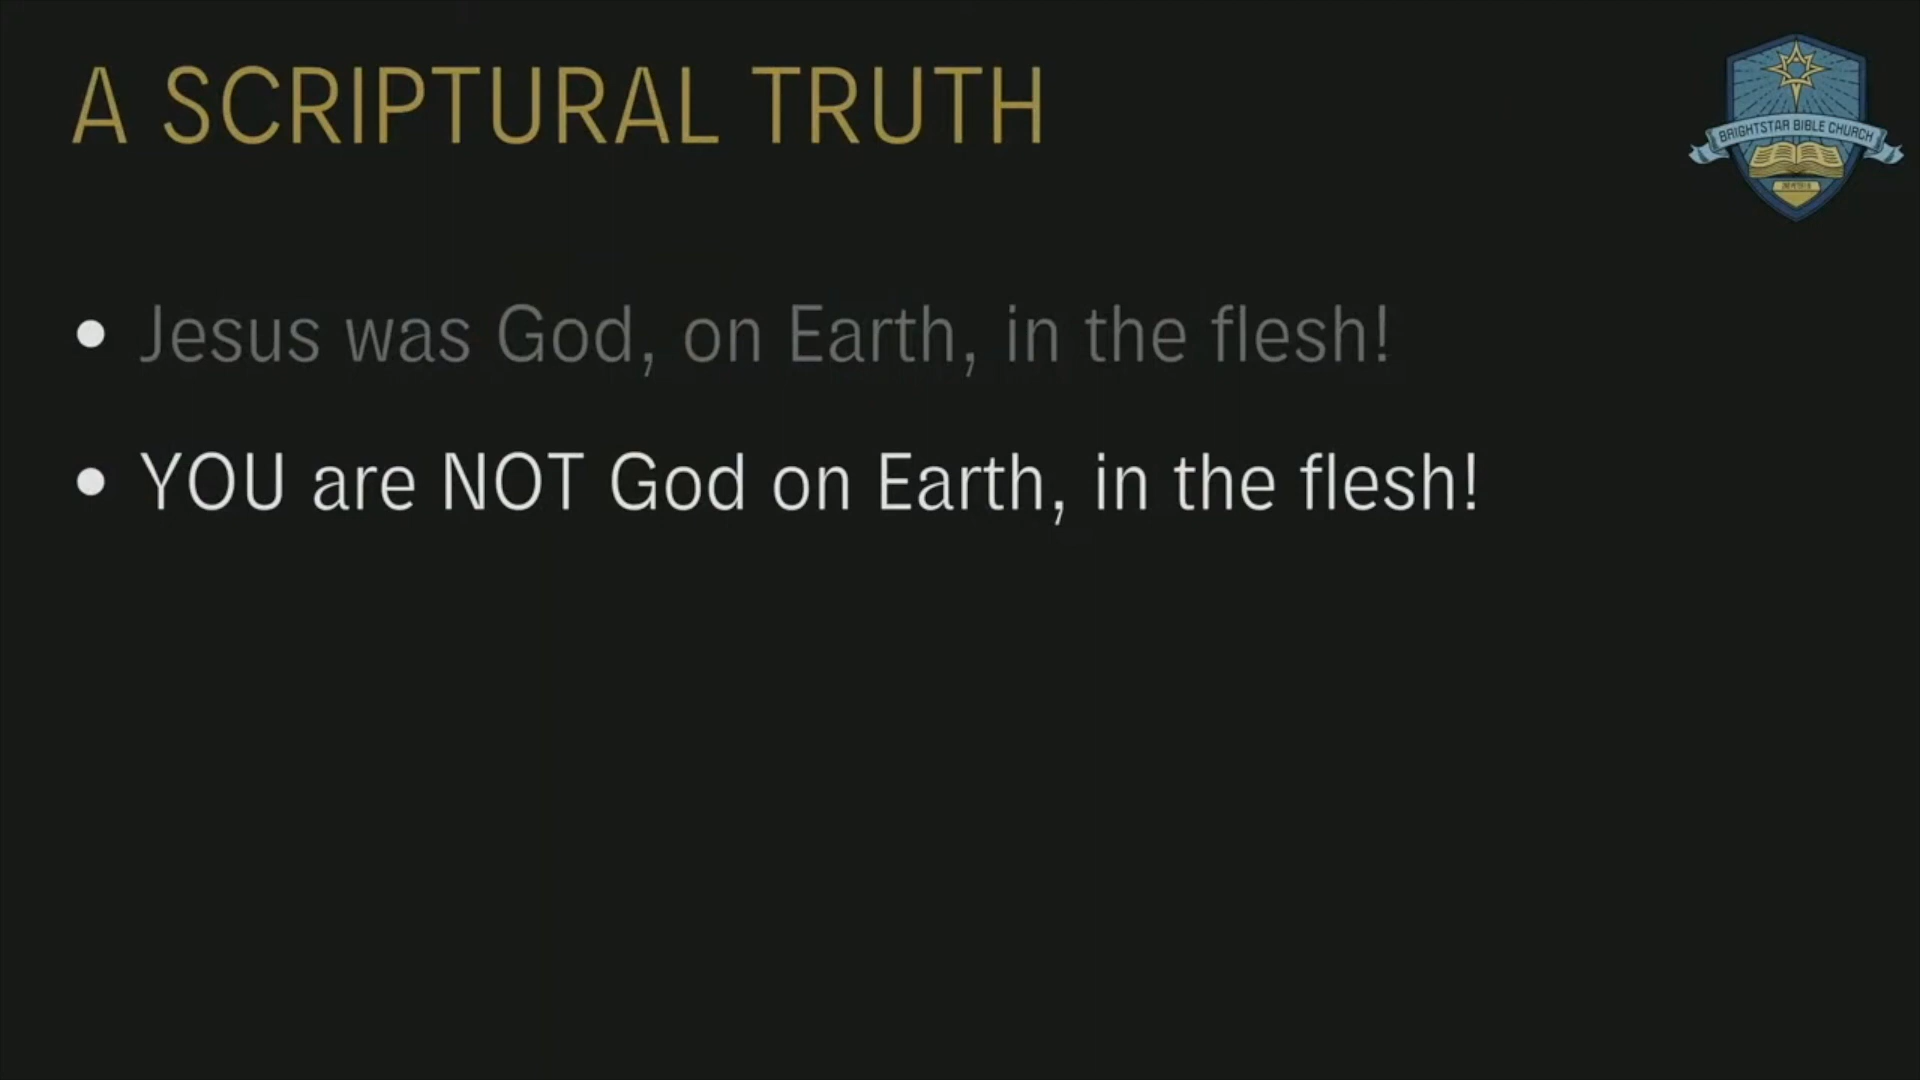 A SCRIPTURAL TRUTH
BRIGHTSTAR BIBLE CHURCH
• Jesus was God, on Earth, in the flesh!
• YOU are NOT God on Earth, in the flesh!